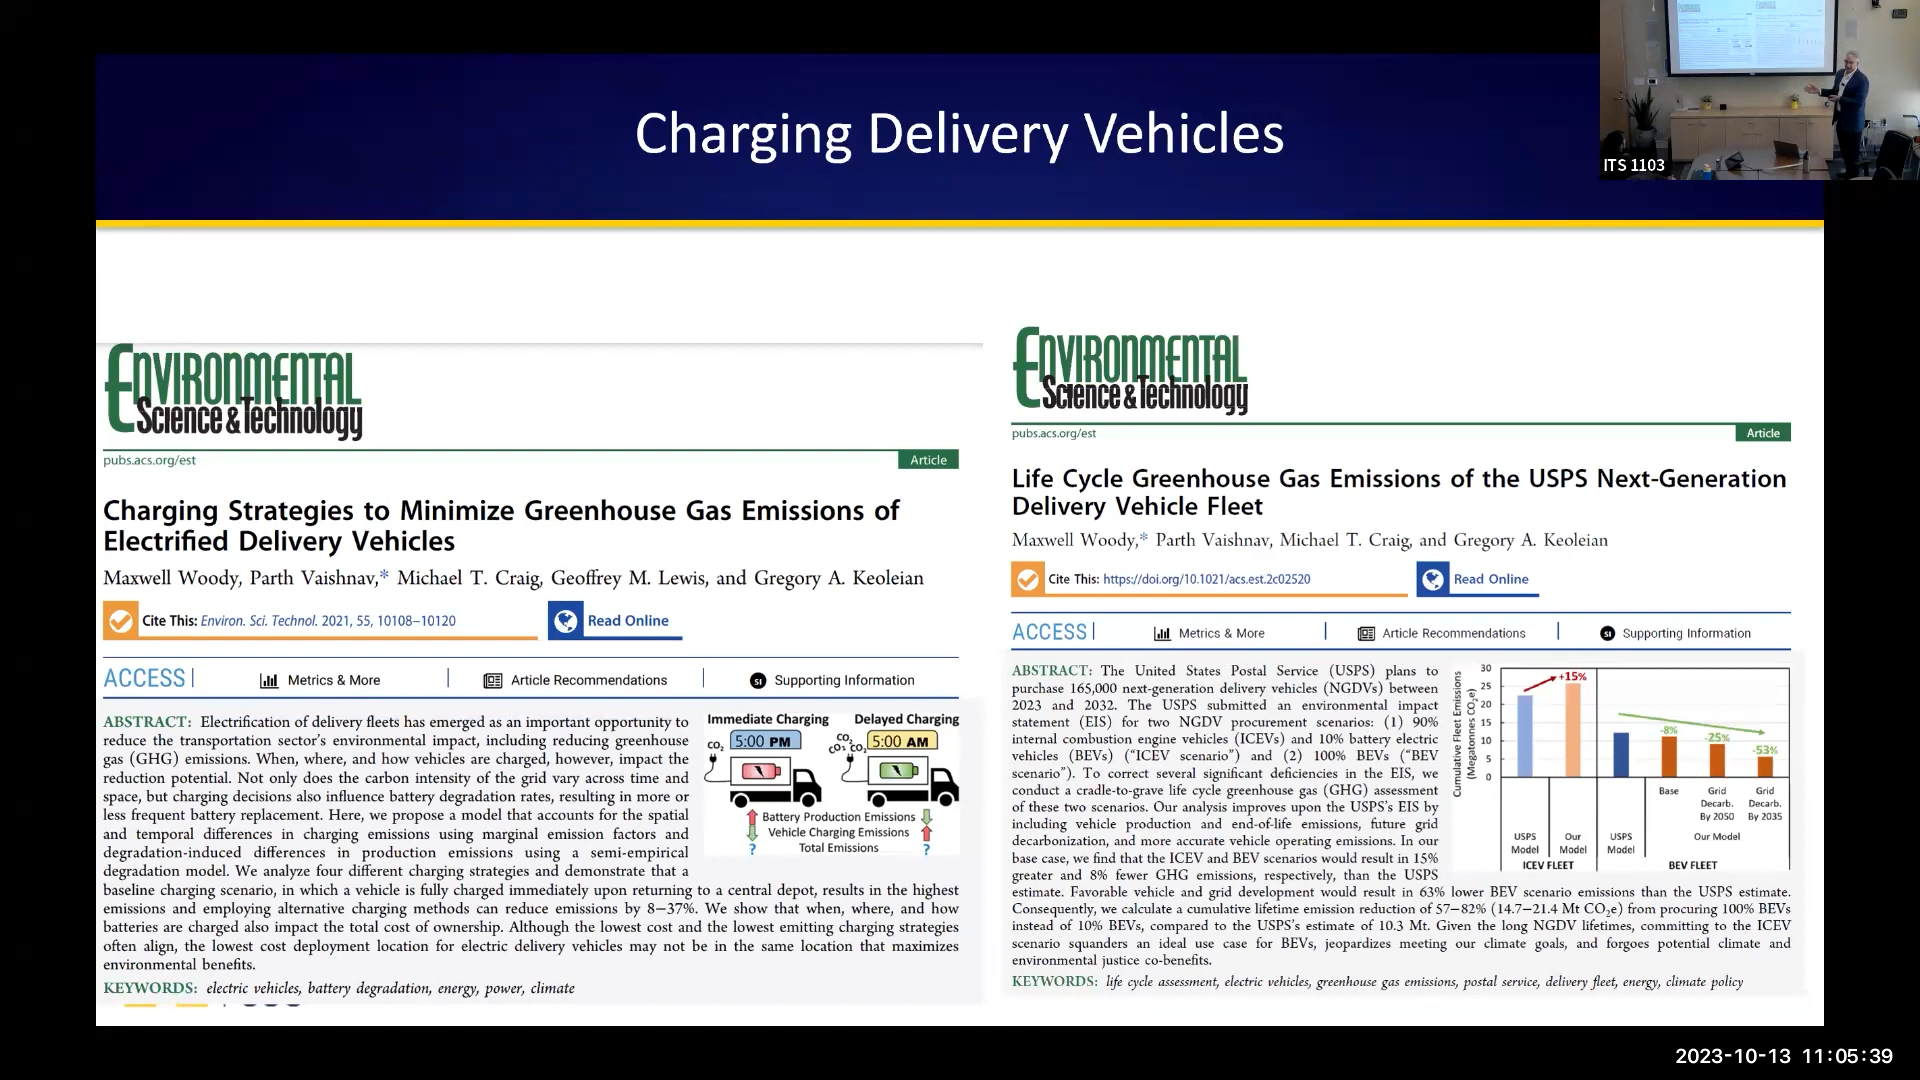 Charging Delivery Vehicles
ITS 1103
ENVIRONMENTAL
Science & Technology
pubs.acs.org/est
Article
Charging Strategies to Minimize Greenhouse Gas Emissions of
Electrified Delivery Vehicles
Maxwell Woody, Parth Vaishnav,* Michael T. Craig, Geoffrey M. Lewis, and Gregory A. Keoleian
Cite This: Environ. Sci. Technol. 2021, 55, 10108–10120
Read Online
ACCESS
Metrics & More
Article Recommendations
SI Supporting Information
ABSTRACT: Electrification of delivery fleets has emerged as an important opportunity to
reduce the transportation sector's environmental impact, including reducing greenhouse
gas (GHG) emissions. When, where, and how vehicles are charged, however, impact the
reduction potential. Not only does the carbon intensity of the grid vary across time and
space, but charging decisions also influence battery degradation rates, resulting in more or
less frequent battery replacement. Here, we propose a model that accounts for the spatial
and temporal differences in charging emissions using marginal emission factors and
degradation-induced differences in production emissions using a semi-empirical
degradation model. We analyze four different charging strategies and demonstrate that a
baseline charging scenario, in which a vehicle is fully charged immediately upon returning to a central depot, results in the highest
emissions and employing alternative charging methods can reduce emissions by 8−37%. We show that when, where, and how
batteries are charged also impact the total cost of ownership. Although the lowest cost and the lowest emitting charging strategies
often align, the lowest cost deployment location for electric delivery vehicles may not be in the same location that maximizes
environmental benefits.
KEYWORDS: electric vehicles, battery degradation, energy, power, climate
Immediate Charging
Delayed Charging
CO₂
5:00 PM
CO₂
CO₂ CO₂
5:00 AM
Battery Production Emissions
Vehicle Charging Emissions
? Total Emissions ?
ENVIRONMENTAL
Science & Technology
pubs.acs.org/est
Article
Life Cycle Greenhouse Gas Emissions of the USPS Next-Generation
Delivery Vehicle Fleet
Maxwell Woody,* Parth Vaishnav, Michael T. Craig, and Gregory A. Keoleian
Cite This: https://doi.org/10.1021/acs.est.2c02520
Read Online
ACCESS
Metrics & More
Article Recommendations
SI Supporting Information
ABSTRACT: The United States Postal Service (USPS) plans to
purchase 165,000 next-generation delivery vehicles (NGDVs) between
2023 and 2032. The USPS submitted an environmental impact
statement (EIS) for two NGDV procurement scenarios: (1) 90%
internal combustion engine vehicles (ICEVs) and 10% battery electric
vehicles (BEVs) ("ICEV scenario") and (2) 100% BEVs ("BEV
scenario"). To correct several significant deficiencies in the EIS, we
conduct a cradle-to-grave life cycle greenhouse gas (GHG) assessment
of these two scenarios. Our analysis improves upon the USPS's EIS by
including vehicle production and end-of-life emissions, future grid
decarbonization, and more accurate vehicle operating emissions. In our
base case, we find that the ICEV and BEV scenarios would result in 15%
greater and 8% fewer GHG emissions, respectively, than the USPS
estimate. Favorable vehicle and grid development would result in 63% lower BEV scenario emissions than the USPS estimate.
Consequently, we calculate a cumulative lifetime emission reduction of 57−82% (14.7−21.4 Mt CO₂e) from procuring 100% BEVs
instead of 10% BEVs, compared to the USPS's estimate of 10.3 Mt. Given the long NGDV lifetimes, committing to the ICEV
scenario squanders an ideal use case for BEVs, jeopardizes meeting our climate goals, and forgoes potential climate and
environmental justice co-benefits.
KEYWORDS: life cycle assessment, electric vehicles, greenhouse gas emissions, postal service, delivery fleet, energy, climate policy
Cumulative Fleet Emissions
(Megatonnes CO₂e)
30
25
20
15
10
5
0
+15%
-8%
-25%
-53%
Base
Grid
Decarb.
By 2050
Grid
Decarb.
By 2035
USPS
Model
Our
Model
USPS
Model
Our Model
ICEV FLEET
BEV FLEET
2023-10-13 11:05:39